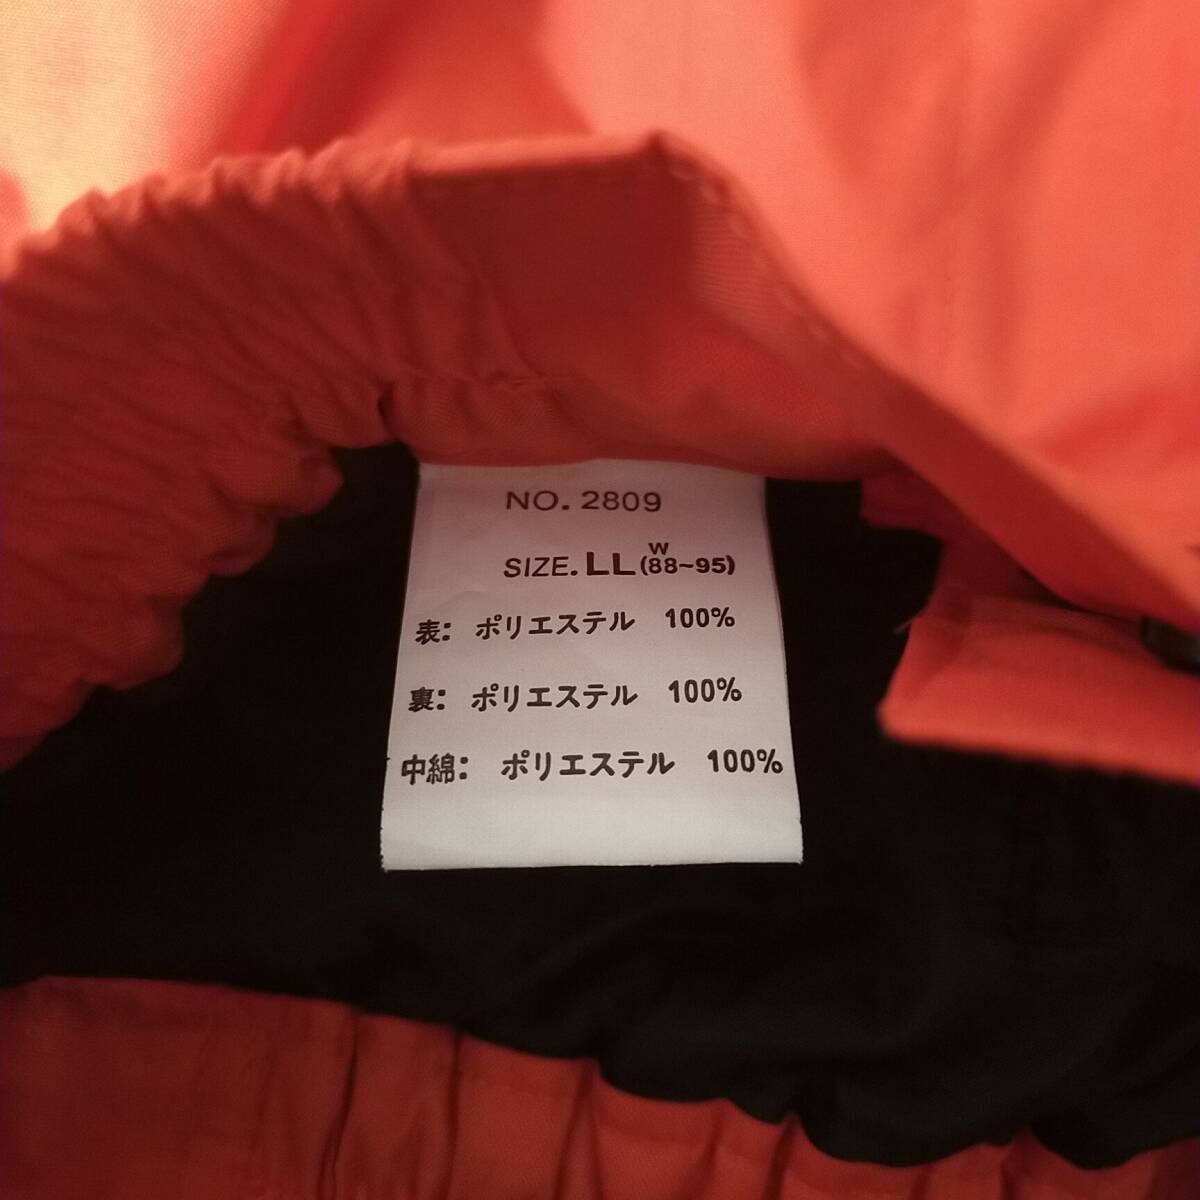 NO. 2809
SIZE. LL (W 88~95)
表: ポリエステル 100%
裏: ポリエステル 100%
中綿: ポリエステル 100%